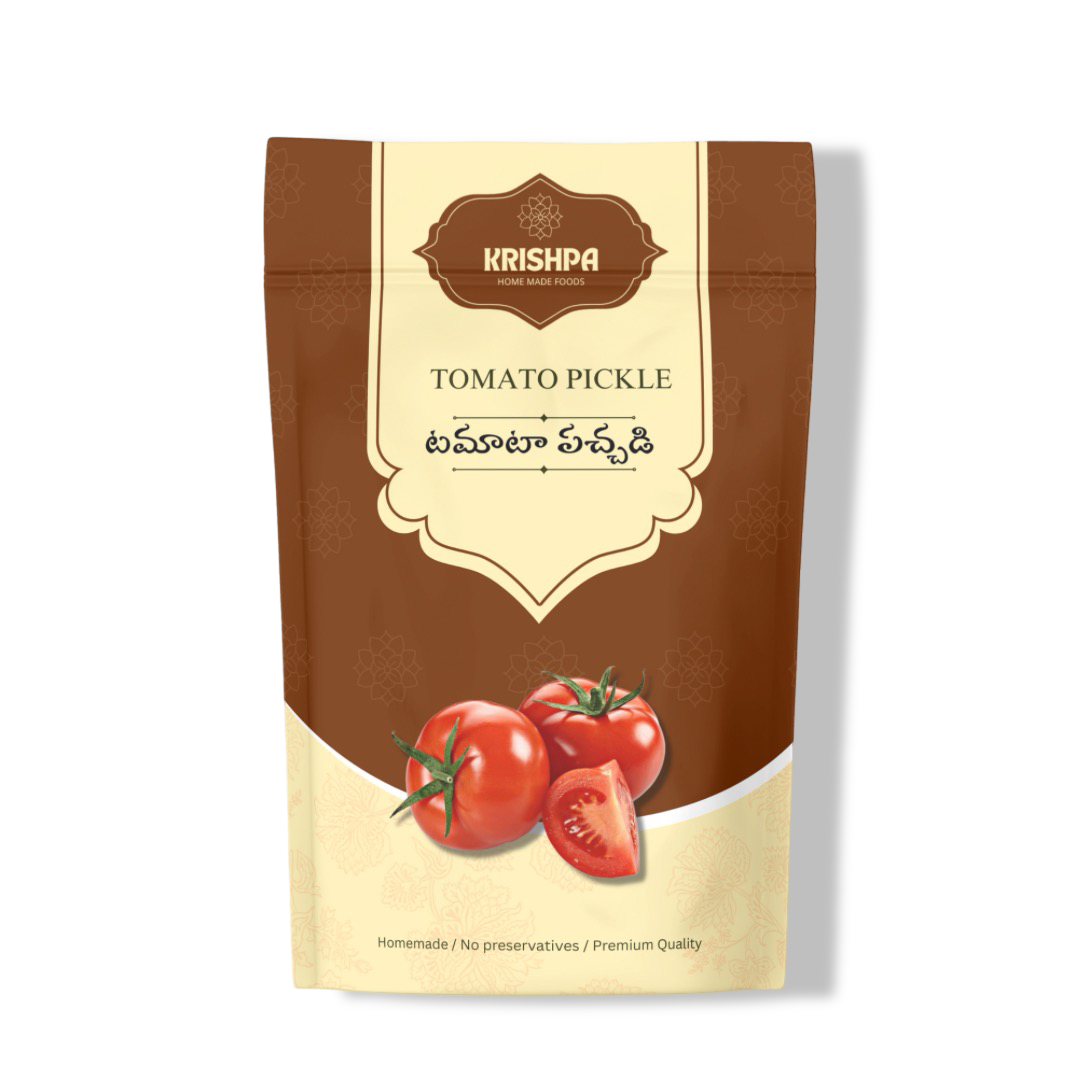 KRISHPA
HOME MADE FOODS
TOMATO PICKLE
టమాటా పచ్చడి
Homemade / No preservatives / Premium Quality